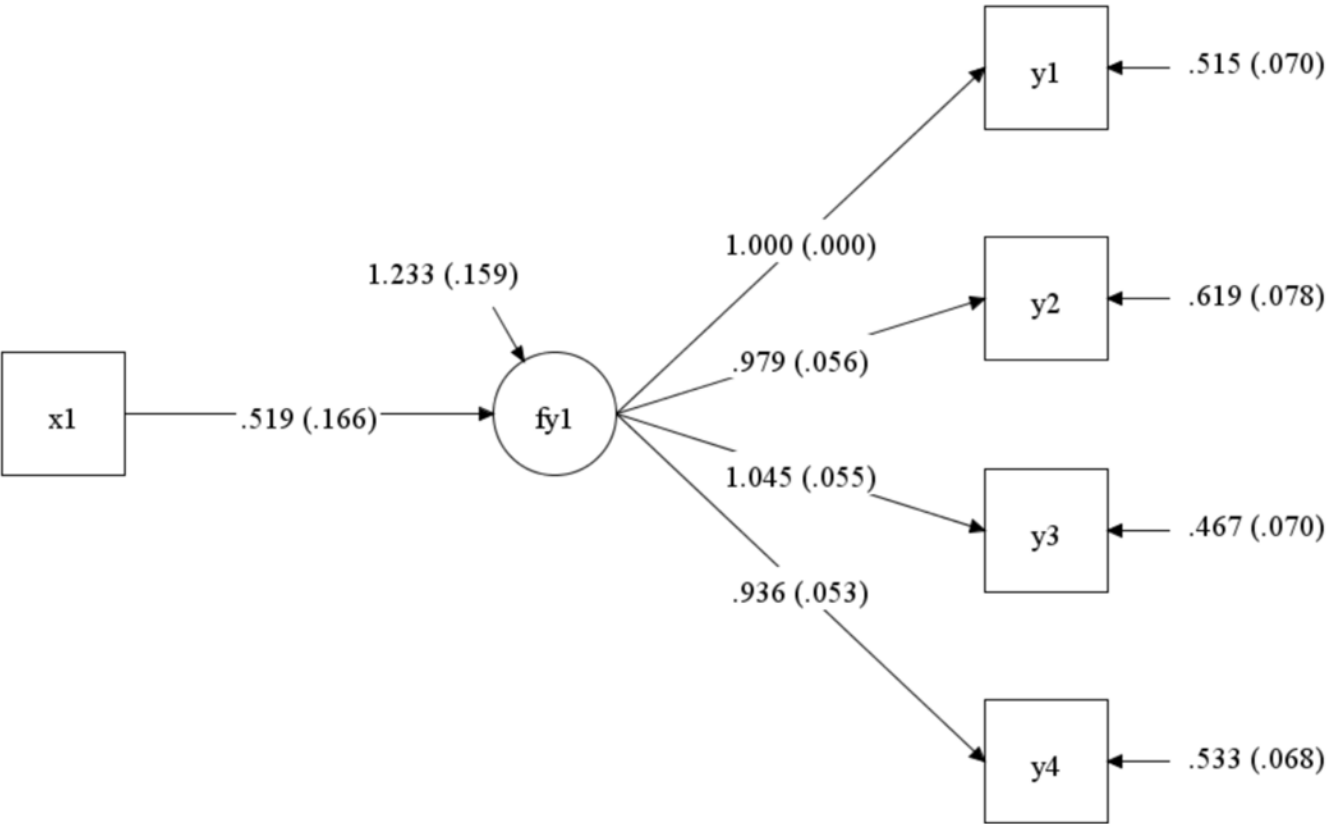 y1
.515 (.070)
1.000 (.000)
1.233 (.159)
y2
.619 (.078)
.979 (.056)
x1
.519 (.166)
fy1
1.045 (.055)
y3
.467 (.070)
.936 (.053)
y4
.533 (.068)